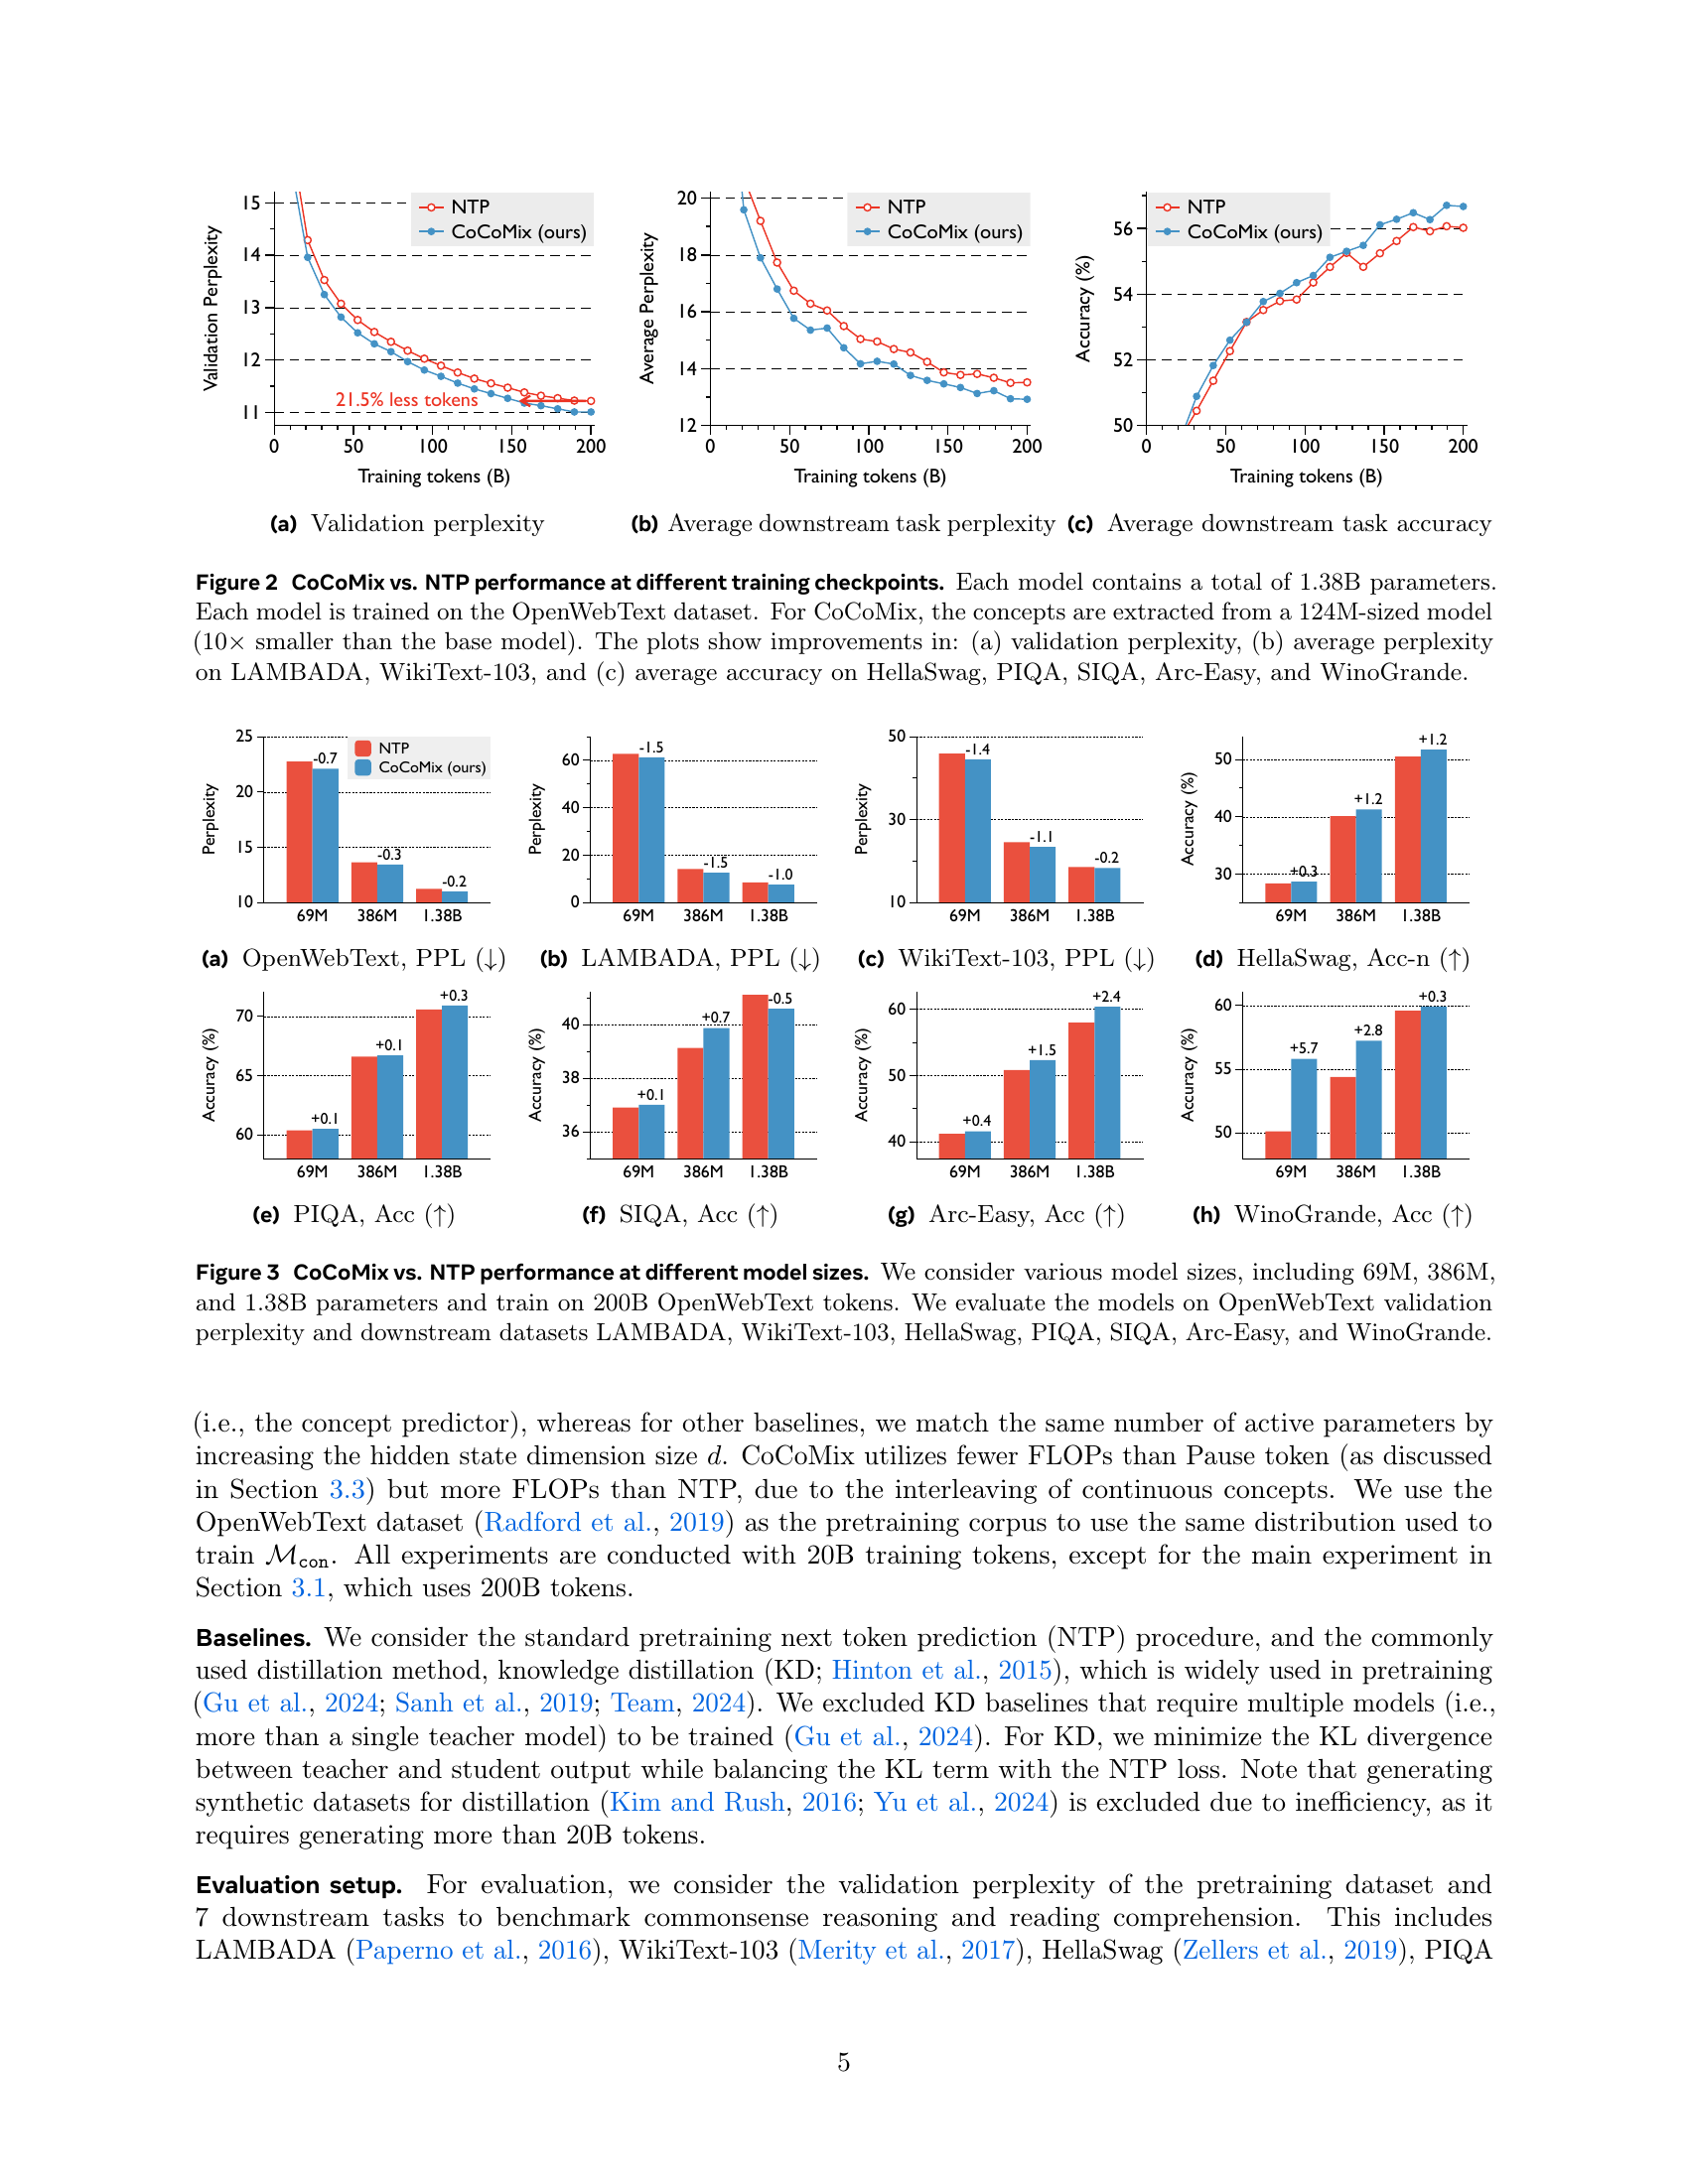 15
14
13
12
11
Validation Perplexity
NTP
CoCoMix (ours)
21.5% less tokens
0 50 100 150 200
Training tokens (B)
20
18
16
14
12
Average Perplexity
NTP
CoCoMix (ours)
0 50 100 150 200
Training tokens (B)
56
54
52
50
Accuracy (%)
NTP
CoCoMix (ours)
0 50 100 150 200
Training tokens (B)
(a) Validation perplexity
(b) Average downstream task perplexity
(c) Average downstream task accuracy
Figure 2 CoCoMix vs. NTP performance at different training checkpoints. Each model contains a total of 1.38B parameters.
Each model is trained on the OpenWebText dataset. For CoCoMix, the concepts are extracted from a 124M-sized model
(10× smaller than the base model). The plots show improvements in: (a) validation perplexity, (b) average perplexity
on LAMBADA, WikiText-103, and (c) average accuracy on HellaSwag, PIQA, SIQA, Arc-Easy, and WinoGrande.
25
20
15
10
Perplexity
NTP
CoCoMix (ours)
-0.7
-0.3
-0.2
69M 386M 1.38B
(a) OpenWebText, PPL (↓)
60
40
20
0
Perplexity
-1.5
-1.5
-1.0
69M 386M 1.38B
(b) LAMBADA, PPL (↓)
50
30
10
Perplexity
-1.4
-1.1
-0.2
69M 386M 1.38B
(c) WikiText-103, PPL (↓)
50
40
30
Accuracy (%)
+0.3
+1.2
+1.2
69M 386M 1.38B
(d) HellaSwag, Acc-n (↑)
70
65
60
Accuracy (%)
+0.1
+0.1
+0.3
69M 386M 1.38B
(e) PIQA, Acc (↑)
40
38
36
Accuracy (%)
+0.1
+0.7
-0.5
69M 386M 1.38B
(f) SIQA, Acc (↑)
60
50
40
Accuracy (%)
+0.4
+1.5
+2.4
69M 386M 1.38B
(g) Arc-Easy, Acc (↑)
60
55
50
Accuracy (%)
+5.7
+2.8
+0.3
69M 386M 1.38B
(h) WinoGrande, Acc (↑)
Figure 3 CoCoMix vs. NTP performance at different model sizes. We consider various model sizes, including 69M, 386M,
and 1.38B parameters and train on 200B OpenWebText tokens. We evaluate the models on OpenWebText validation
perplexity and downstream datasets LAMBADA, WikiText-103, HellaSwag, PIQA, SIQA, Arc-Easy, and WinoGrande.
(i.e., the concept predictor), whereas for other baselines, we match the same number of active parameters by
increasing the hidden state dimension size d. CoCoMix utilizes fewer FLOPs than Pause token (as discussed
in Section 3.3) but more FLOPs than NTP, due to the interleaving of continuous concepts. We use the
OpenWebText dataset (Radford et al., 2019) as the pretraining corpus to use the same distribution used to
train ℳcon. All experiments are conducted with 20B training tokens, except for the main experiment in
Section 3.1, which uses 200B tokens.
Baselines. We consider the standard pretraining next token prediction (NTP) procedure, and the commonly
used distillation method, knowledge distillation (KD; Hinton et al., 2015), which is widely used in pretraining
(Gu et al., 2024; Sanh et al., 2019; Team, 2024). We excluded KD baselines that require multiple models (i.e.,
more than a single teacher model) to be trained (Gu et al., 2024). For KD, we minimize the KL divergence
between teacher and student output while balancing the KL term with the NTP loss. Note that generating
synthetic datasets for distillation (Kim and Rush, 2016; Yu et al., 2024) is excluded due to inefficiency, as it
requires generating more than 20B tokens.
Evaluation setup. For evaluation, we consider the validation perplexity of the pretraining dataset and
7 downstream tasks to benchmark commonsense reasoning and reading comprehension. This includes
LAMBADA (Paperno et al., 2016), WikiText-103 (Merity et al., 2017), HellaSwag (Zellers et al., 2019), PIQA
5